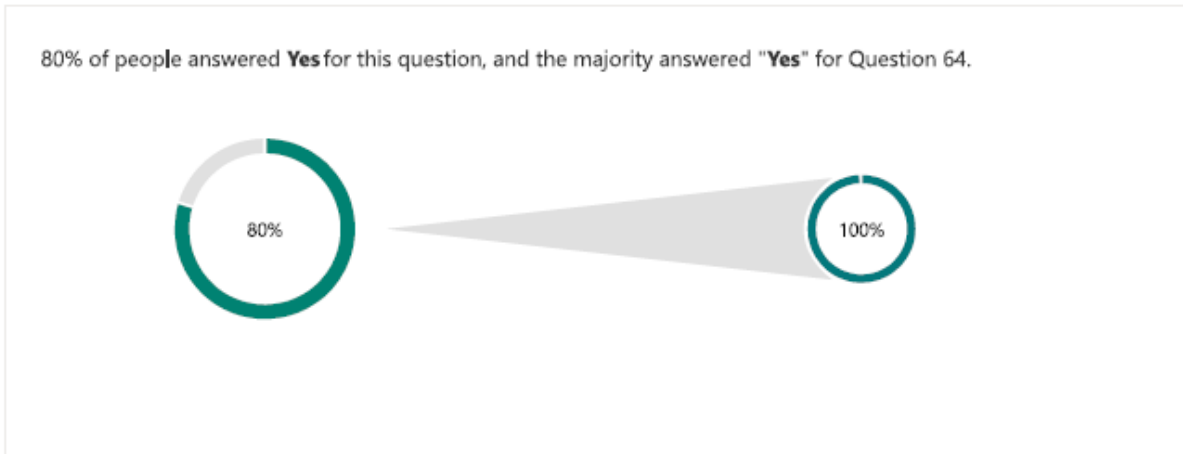 80% of people answered Yes for this question, and the majority answered "Yes" for Question 64.
80%
100%